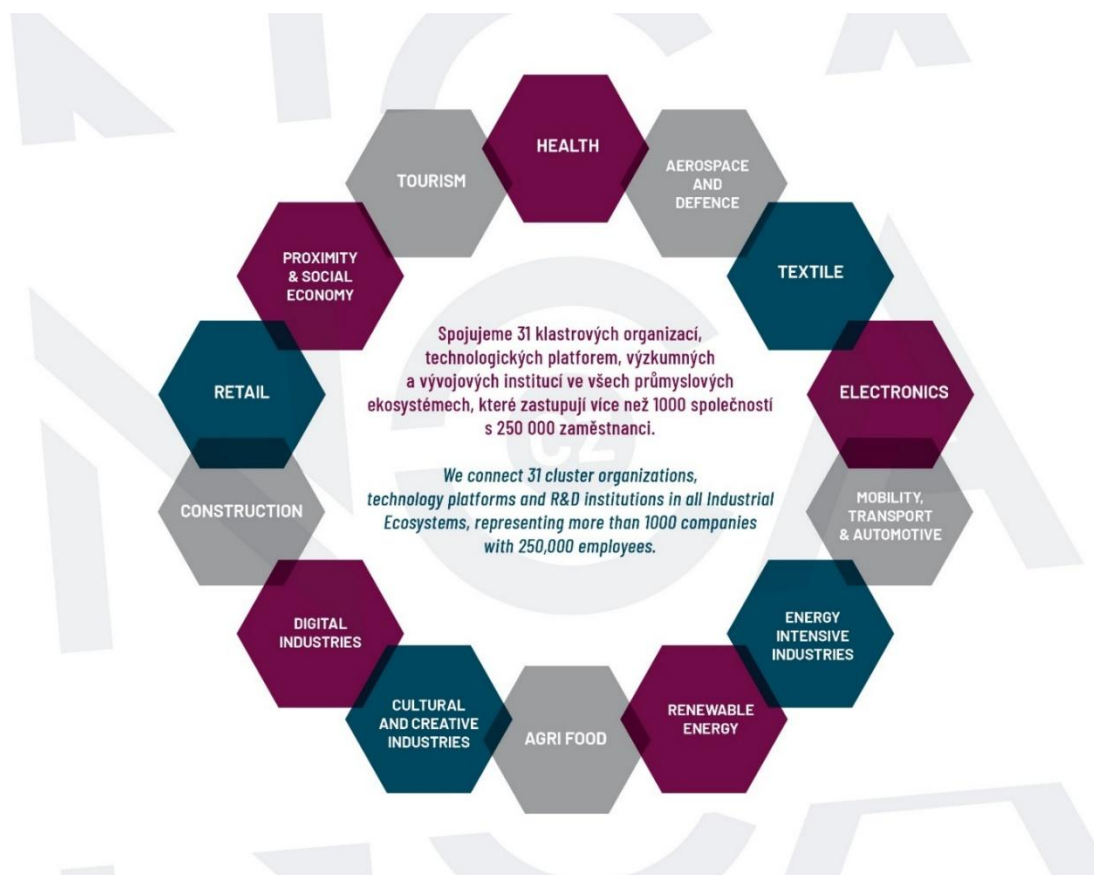 HEALTH
AEROSPACE
AND
DEFENCE
TEXTILE
ELECTRONICS
MOBILITY,
TRANSPORT
& AUTOMOTIVE
ENERGY
INTENSIVE
INDUSTRIES
RENEWABLE
ENERGY
AGRI FOOD
CULTURAL
AND CREATIVE
INDUSTRIES
DIGITAL
INDUSTRIES
CONSTRUCTION
RETAIL
PROXIMITY
& SOCIAL
ECONOMY
TOURISM
Spojujeme 31 klastrových organizací,
technologických platforem, výzkumných
a vývojových institucí ve všech průmyslových
ekosystémech, které zastupují více než 1000 společností
s 250 000 zaměstnanci.
We connect 31 cluster organizations,
technology platforms and R&D institutions in all Industrial
Ecosystems, representing more than 1000 companies
with 250,000 employees.
NCA
CZ